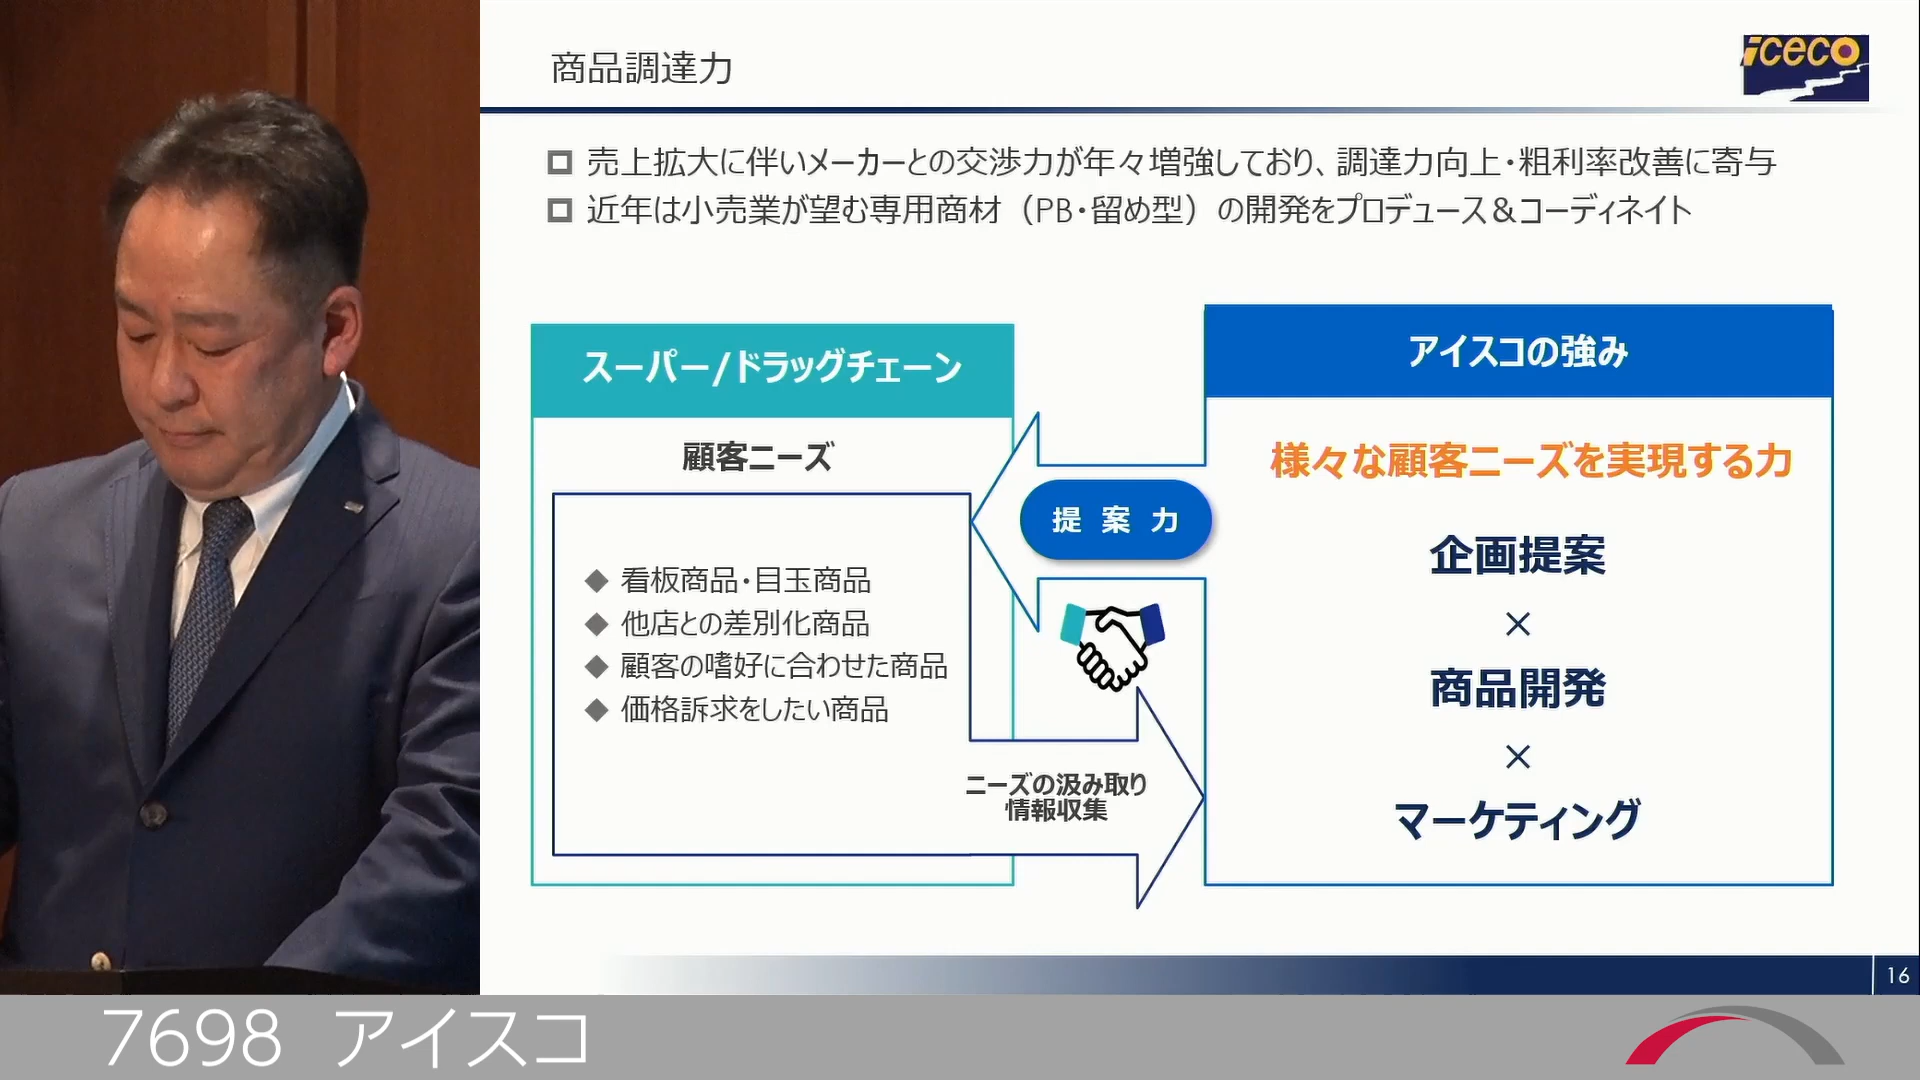 商品調達力
iceco
売上拡大に伴いメーカーとの交渉力が年々増強しており、調達力向上・粗利率改善に寄与
近年は小売業が望む専用商材（PB・留め型）の開発をプロデュース＆コーディネイト
スーパー/ドラッグチェーン
顧客ニーズ
看板商品・目玉商品
他店との差別化商品
顧客の嗜好に合わせた商品
価格訴求をしたい商品
提案力
ニーズの汲み取り
情報収集
アイスコの強み
様々な顧客ニーズを実現する力
企画提案
×
商品開発
×
マーケティング
16
7698 アイスコ